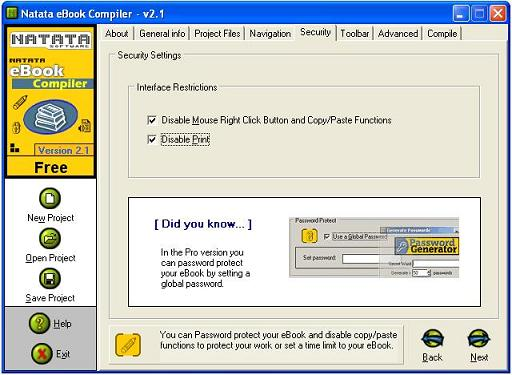 Natata eBook Compiler - v2.1
NATATA
SOFTWARE
NATATA
eBook
Compiler
Version 2.1
Free
New Project
Open Project
Save Project
Help
Exit
About
General info
Project Files
Navigation
Security
Toolbar
Advanced
Compile
Security Settings
Interface Restrictions
Disable Mouse Right Click Button and Copy/Paste Functions
Disable Print
[ Did you know... ]
In the Pro version you
can password protect
your eBook by setting a
global password.
Password Protect
Use a Global Password
Set password:
Generate Passwords
Password
Generator
Secret Word
Generate x 50 passwords
You can Password protect your eBook and disable copy/paste
functions to protect your work or set a time limit to your eBook.
Back
Next